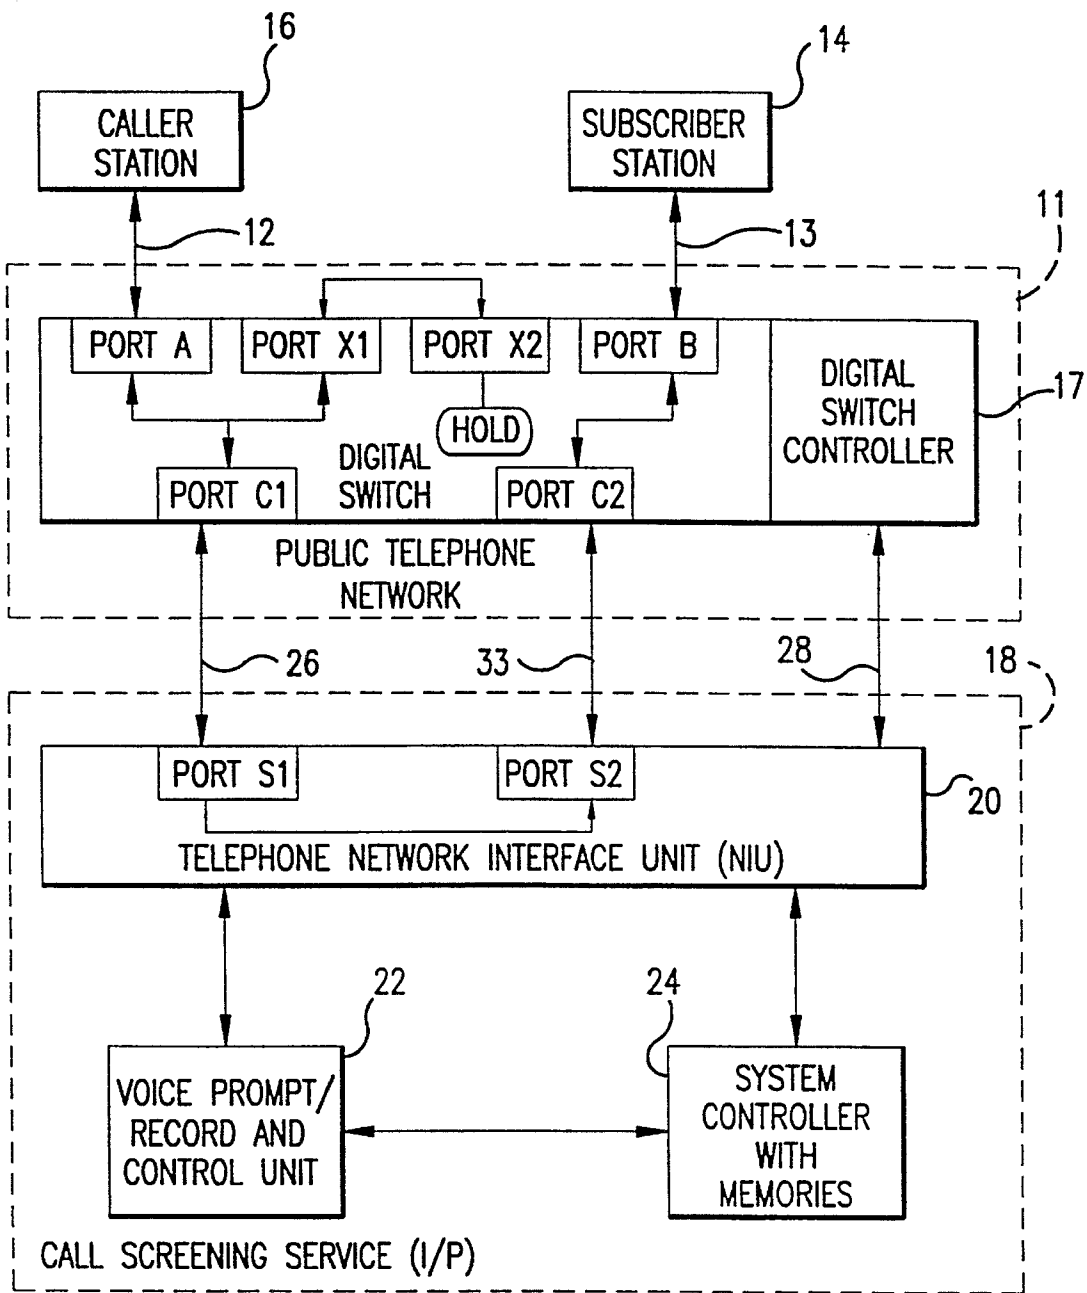 16
14
CALLER
STATION
SUBSCRIBER
STATION
12
13
11
PORT A
PORT X1
PORT X2
PORT B
DIGITAL
SWITCH
CONTROLLER
17
HOLD
DIGITAL
SWITCH
PORT C1
PORT C2
PUBLIC TELEPHONE
NETWORK
26
33
28
18
PORT S1
PORT S2
20
TELEPHONE NETWORK INTERFACE UNIT (NIU)
22
24
VOICE PROMPT/
RECORD AND
CONTROL UNIT
SYSTEM
CONTROLLER
WITH
MEMORIES
CALL SCREENING SERVICE (I/P)